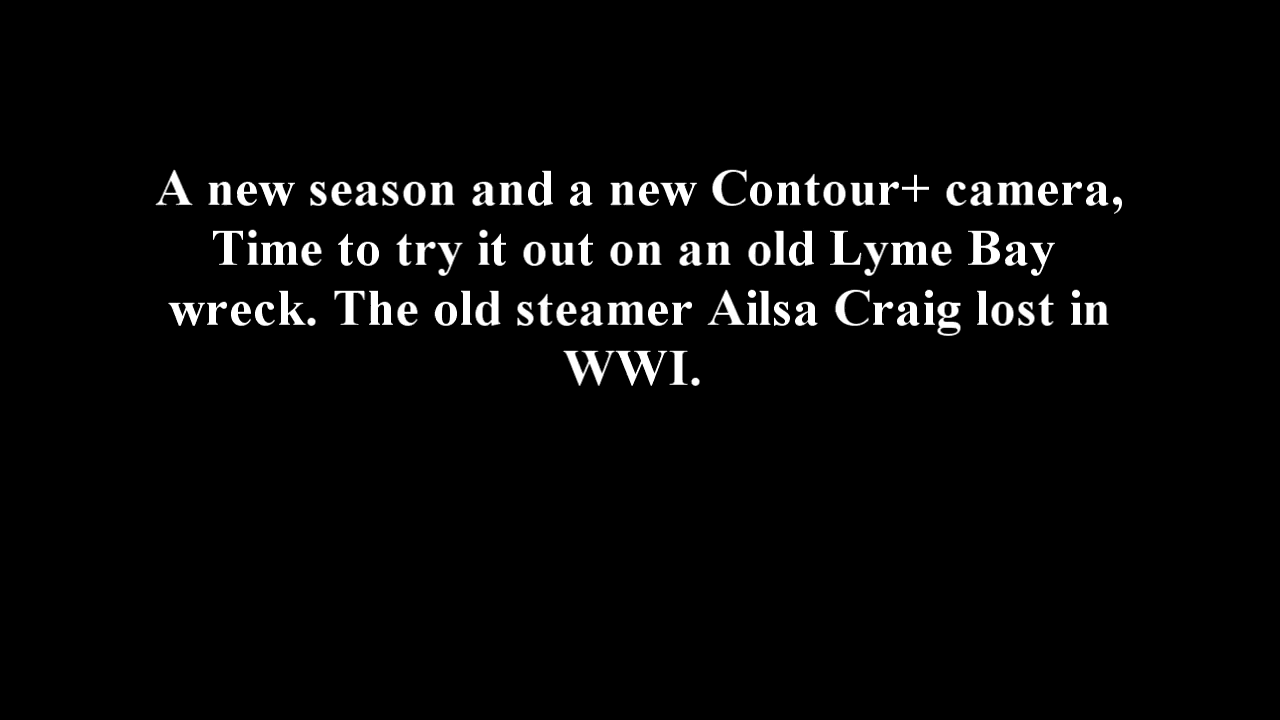 A new season and a new Contour+ camera,
Time to try it out on an old Lyme Bay
wreck. The old steamer Ailsa Craig lost in
WWI.